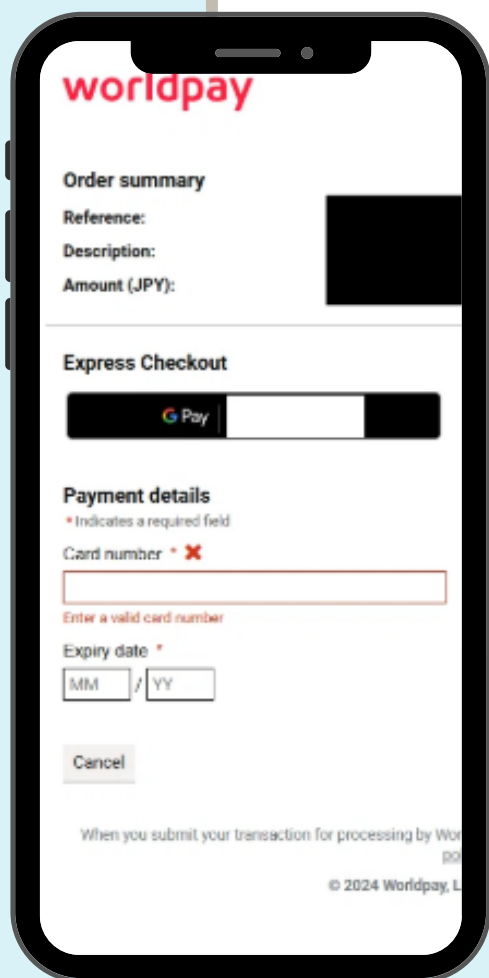 worldpay
Order summary
Reference:
Description:
Amount (JPY):
Express Checkout
G Pay
Payment details
* Indicates a required field
Card number * ✖
Enter a valid card number
Expiry date *
MM / YY
Cancel
When you submit your transaction for processing by Wor
pol
© 2024 Worldpay, L